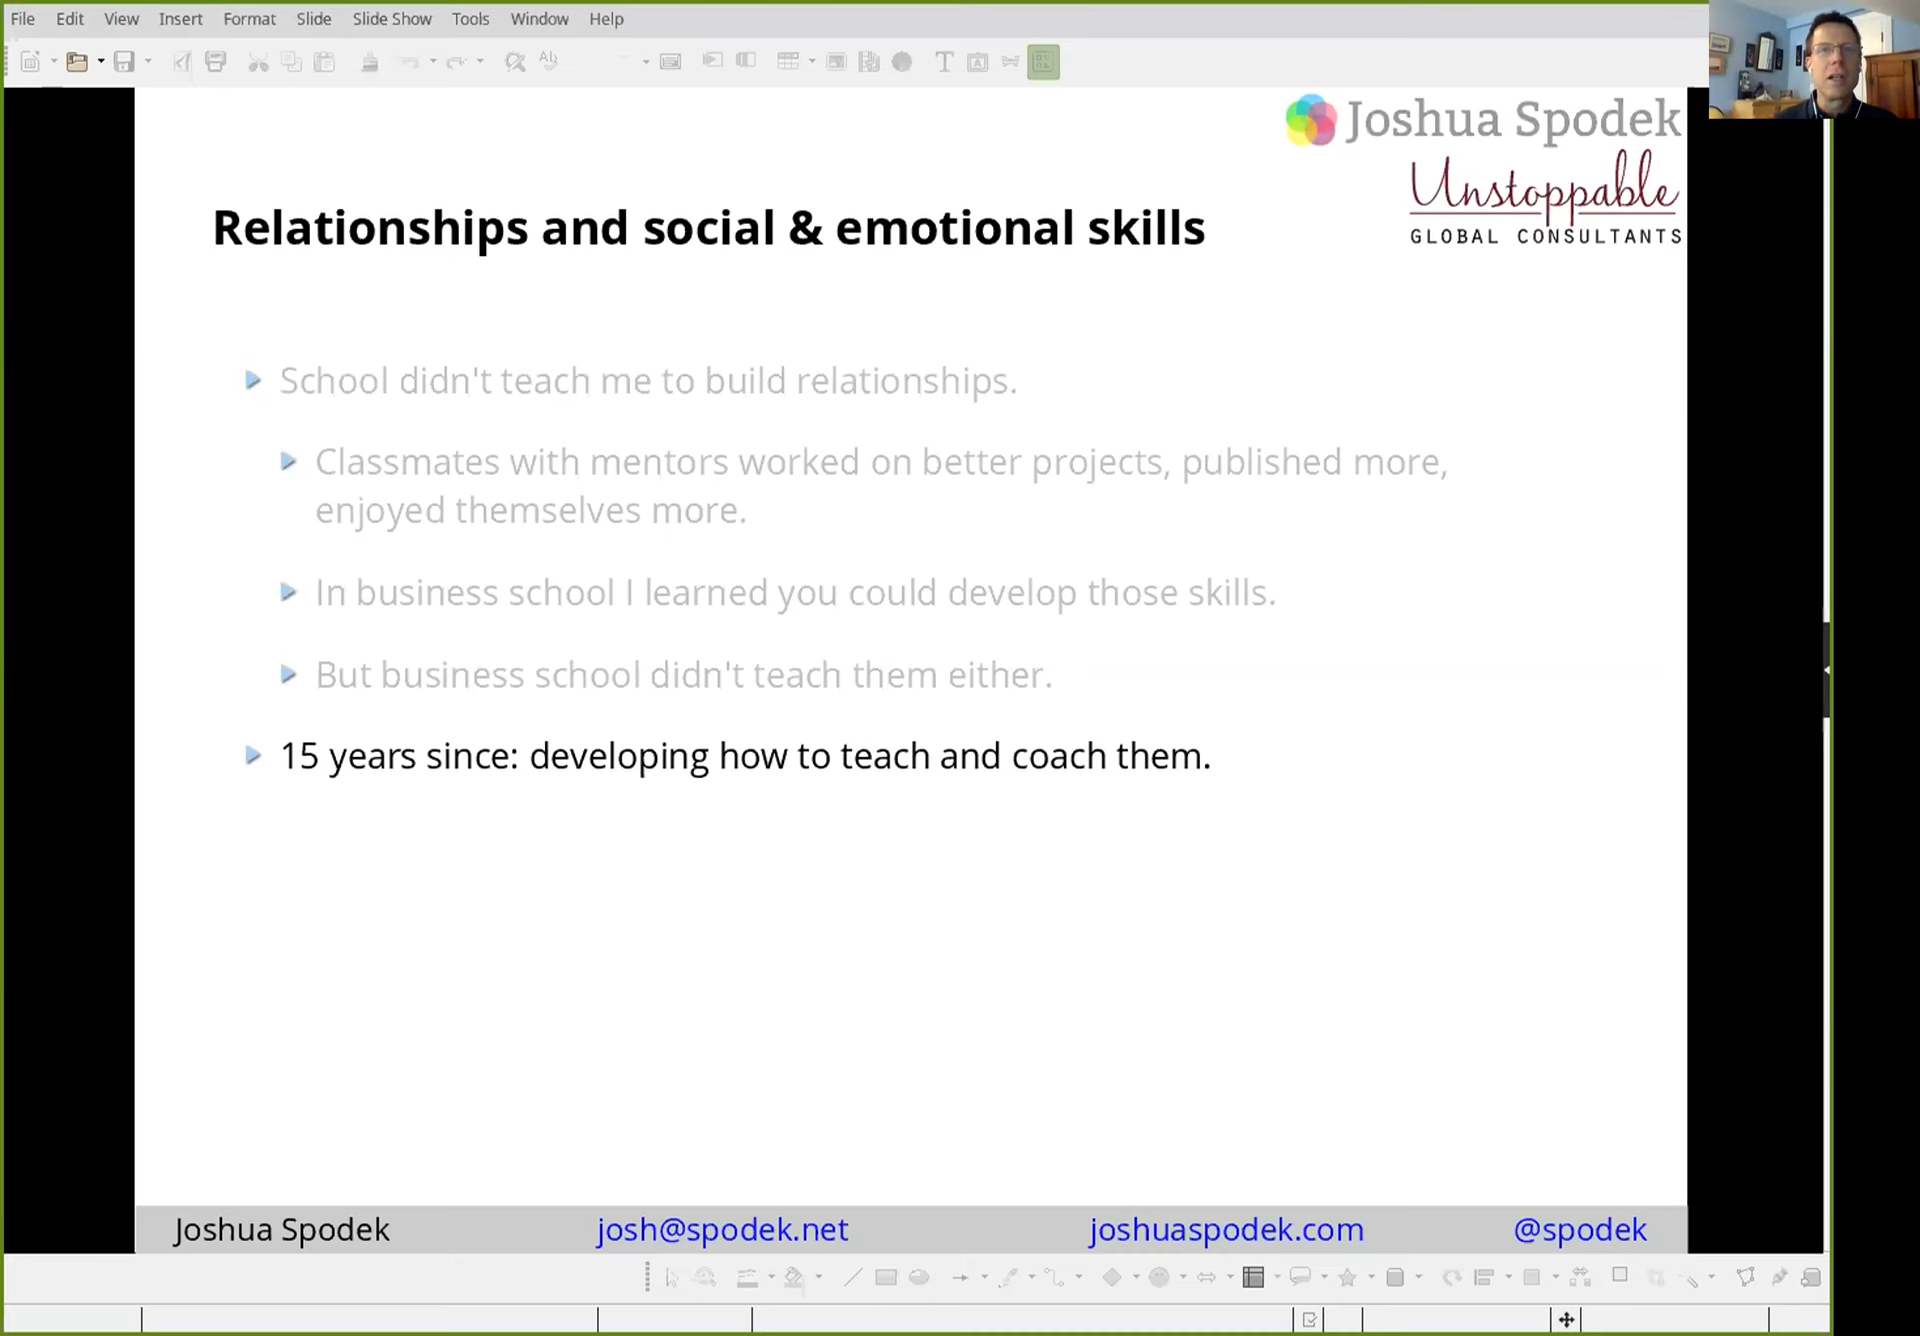 File Edit View Insert Format Slide Slide Show Tools Window Help
Joshua Spodek
Unstoppable
GLOBAL CONSULTANTS
Relationships and social & emotional skills
School didn't teach me to build relationships.
Classmates with mentors worked on better projects, published more,
enjoyed themselves more.
In business school I learned you could develop those skills.
But business school didn't teach them either.
15 years since: developing how to teach and coach them.
Joshua Spodek josh@spodek.net joshuaspodek.com @spodek